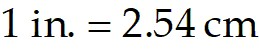 1 in. = 2.54 cm